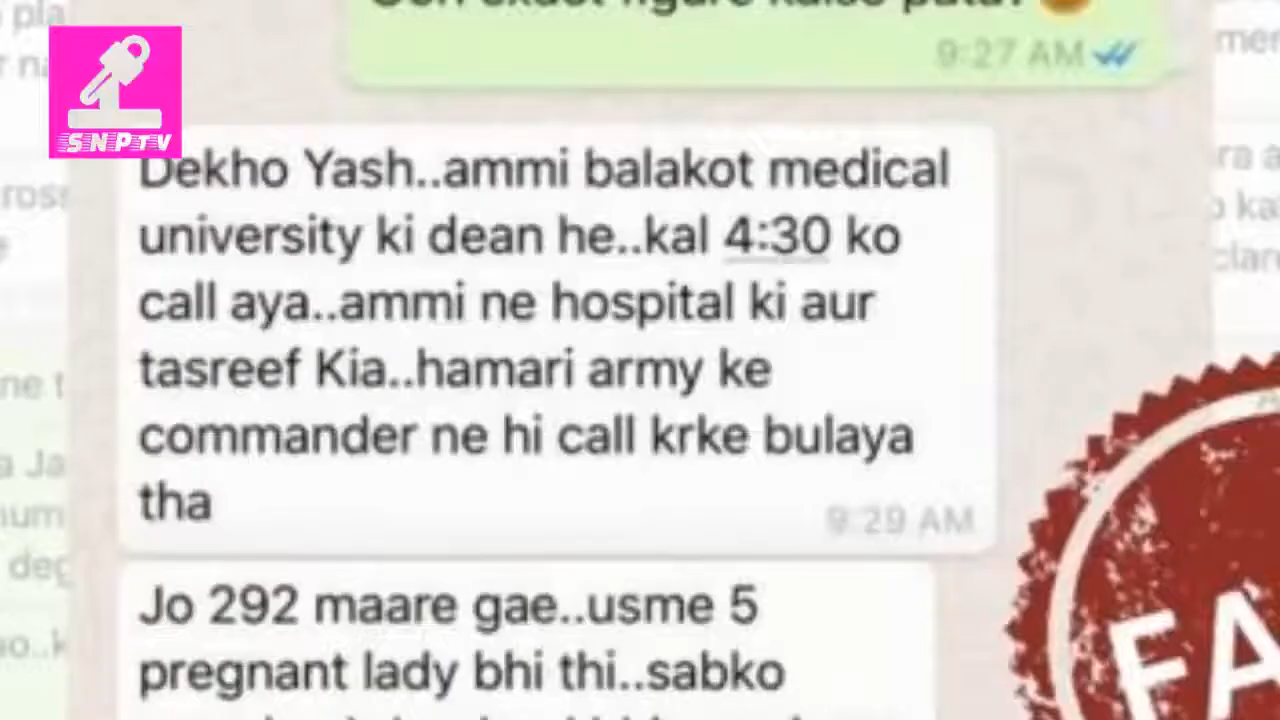 SNPTV
9:27 AM
Dekho Yash..ammi balakot medical
university ki dean he..kal 4:30 ko
call aya..ammi ne hospital ki aur
tasreef Kia..hamari army ke
commander ne hi call krke bulaya
tha
9:29 AM
Jo 292 maare gae..usme 5
pregnant lady bhi thi..sabko
FA